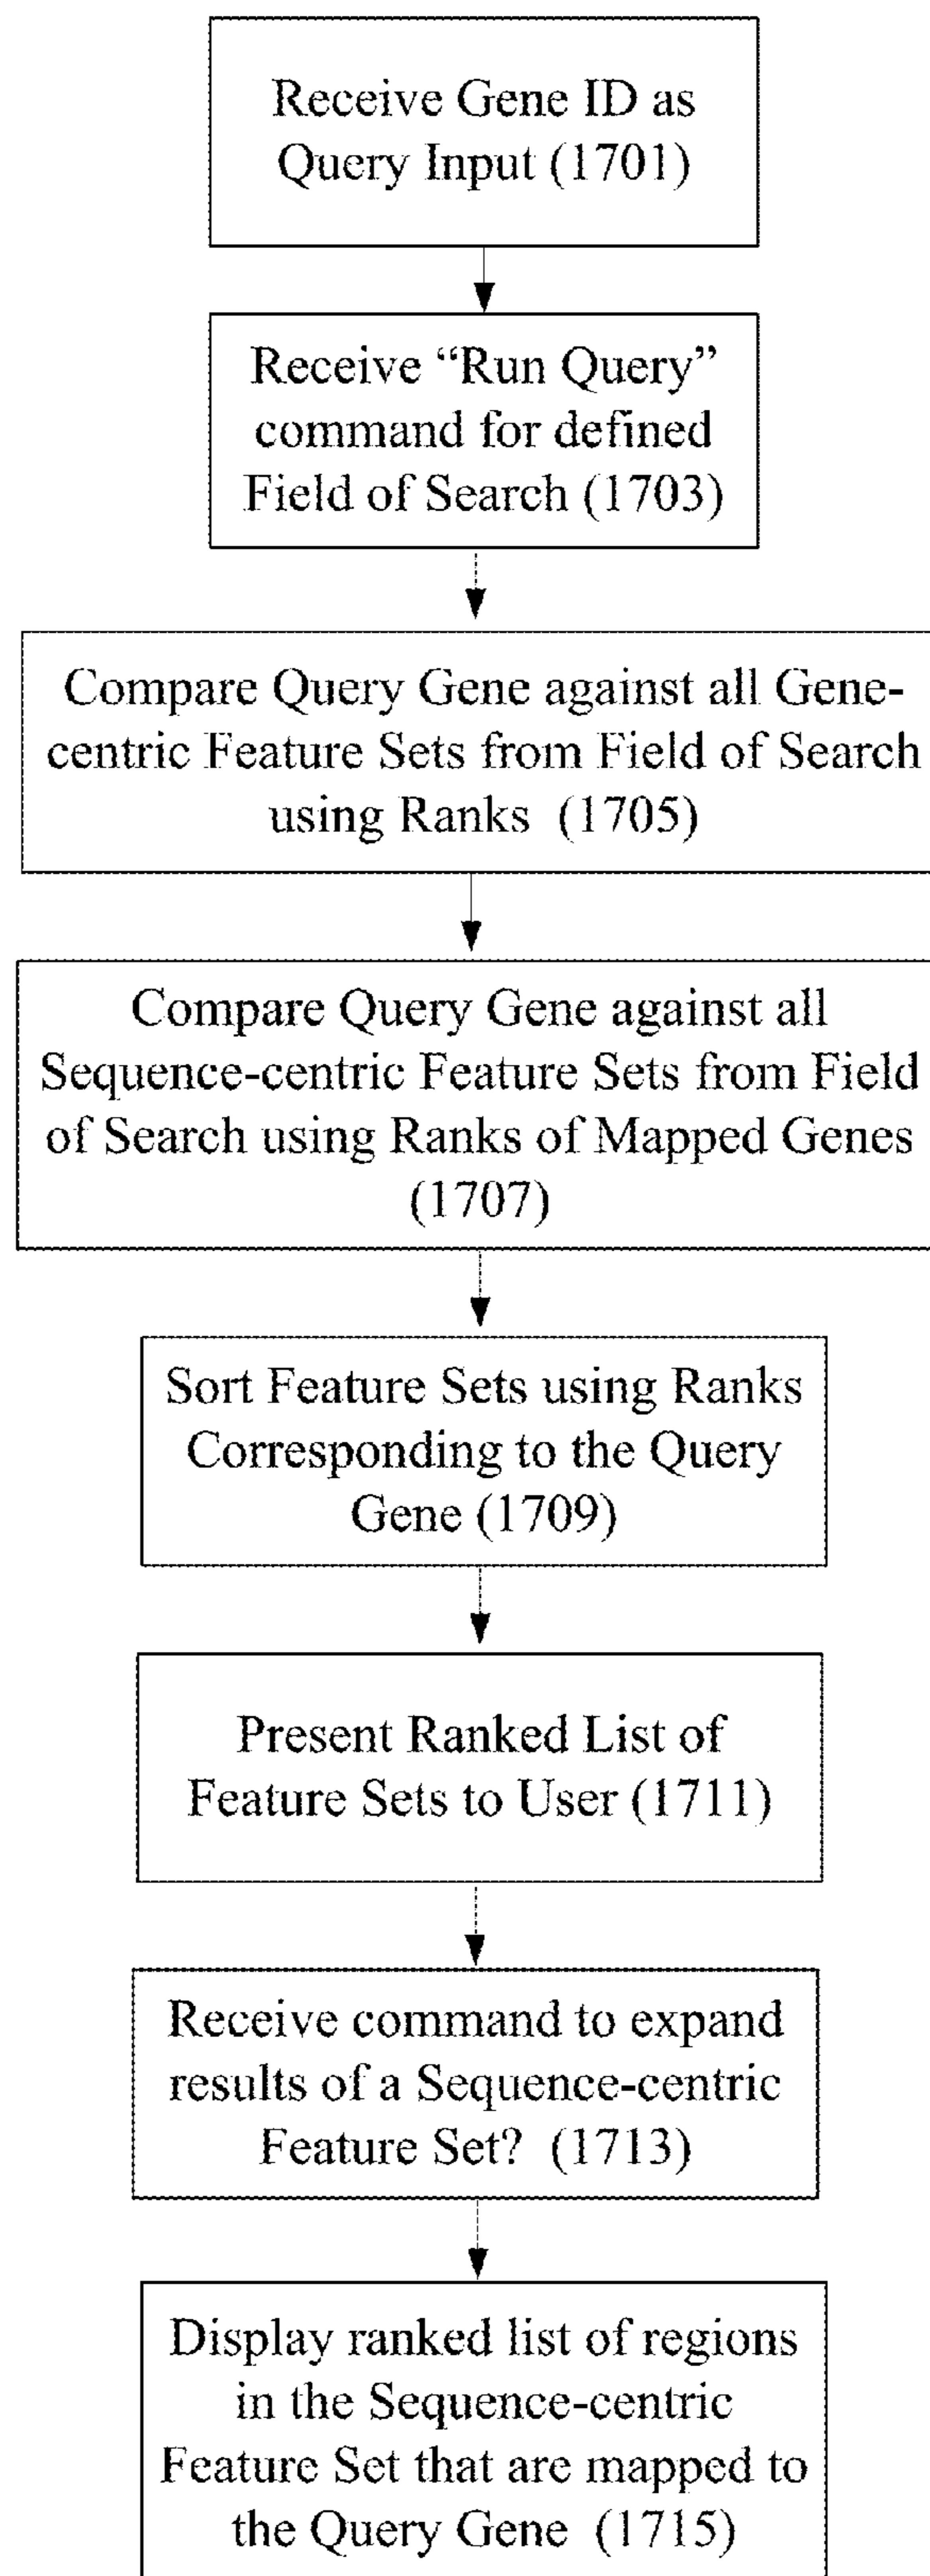 Receive Gene ID as
Query Input (1701)
Receive “Run Query”
command for defined
Field of Search (1703)
Compare Query Gene against all Gene-
centric Feature Sets from Field of Search
using Ranks (1705)
Compare Query Gene against all
Sequence-centric Feature Sets from Field
of Search using Ranks of Mapped Genes
(1707)
Sort Feature Sets using Ranks
Corresponding to the Query
Gene (1709)
Present Ranked List of
Feature Sets to User (1711)
Receive command to expand
results of a Sequence-centric
Feature Set? (1713)
Display ranked list of regions
in the Sequence-centric
Feature Set that are mapped to
the Query Gene (1715)